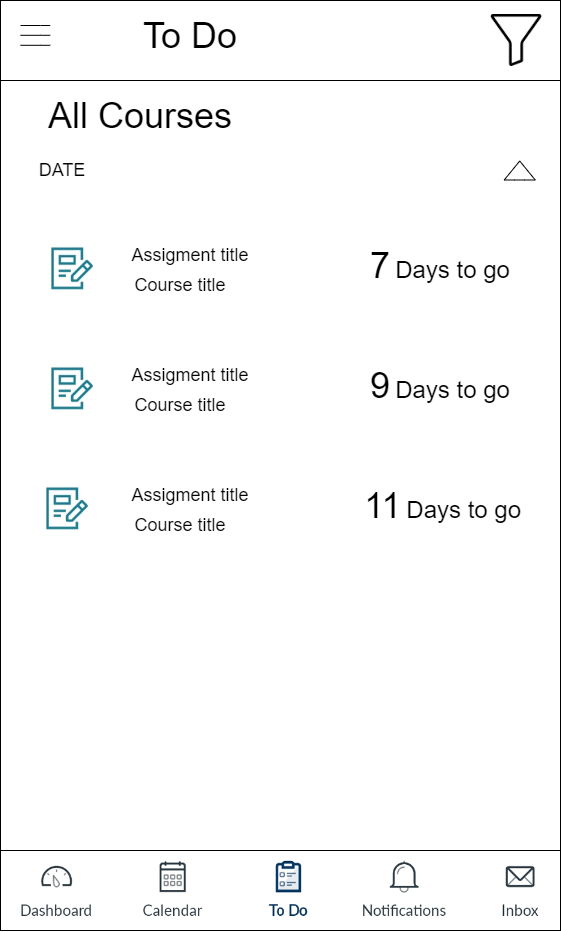 To Do
All Courses
DATE
Assigment title
Course title
7 Days to go
Assigment title
Course title
9 Days to go
Assigment title
Course title
11 Days to go
Dashboard Calendar To Do Notifications Inbox